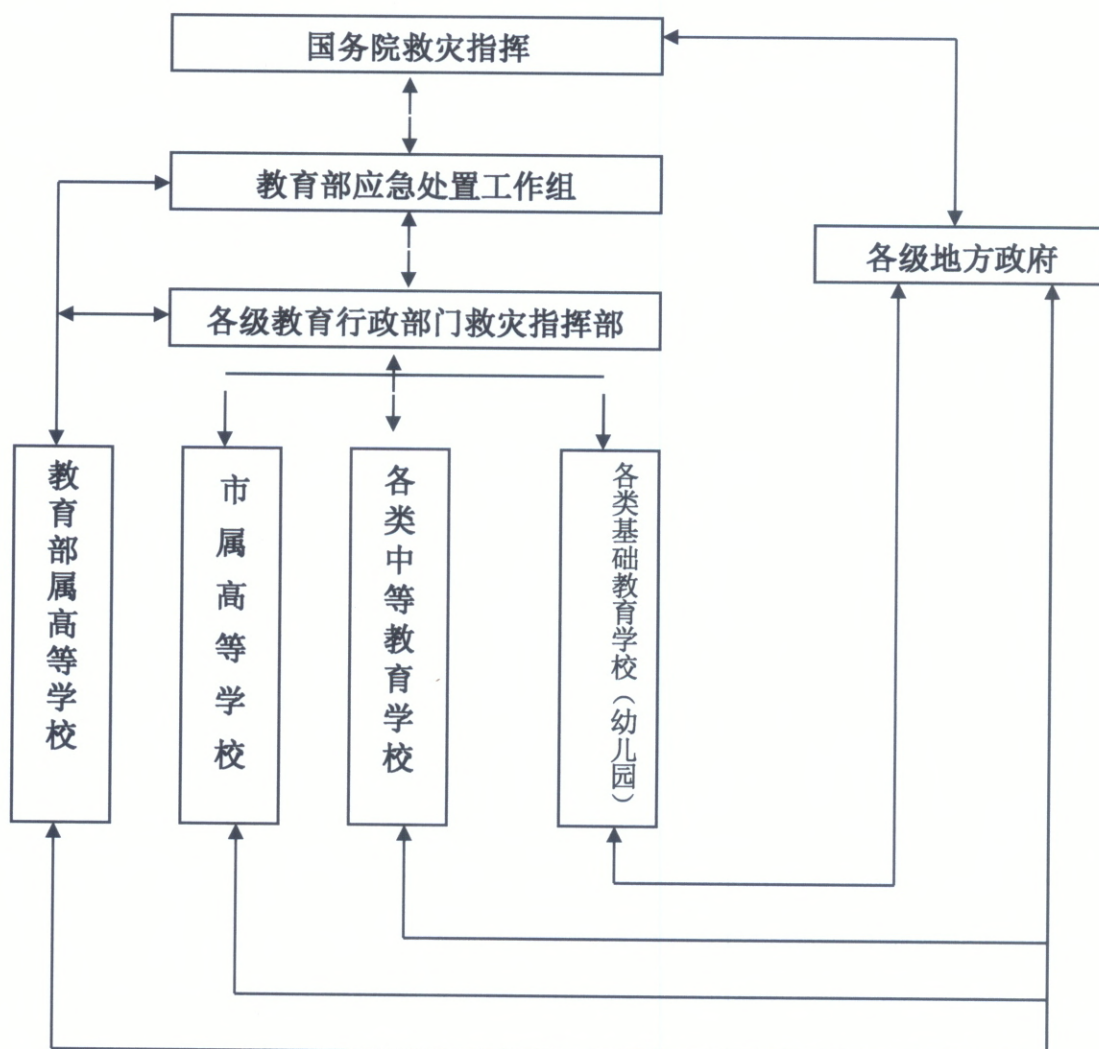 国务院救灾指挥
教育部应急处置工作组
各级地方政府
各级教育行政部门救灾指挥部
教育部属高等学校
市属高等学校
各类中等教育学校
各类基础教育学校（幼儿园）